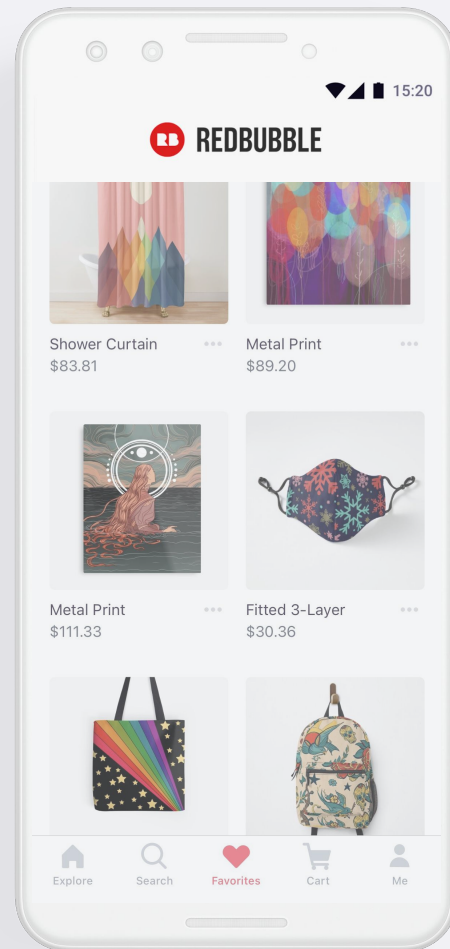 15:20
RB REDBUBBLE
Shower Curtain
$83.81
Metal Print
$89.20
Metal Print
$111.33
Fitted 3-Layer
$30.36
Explore
Search
Favorites
Cart
Me